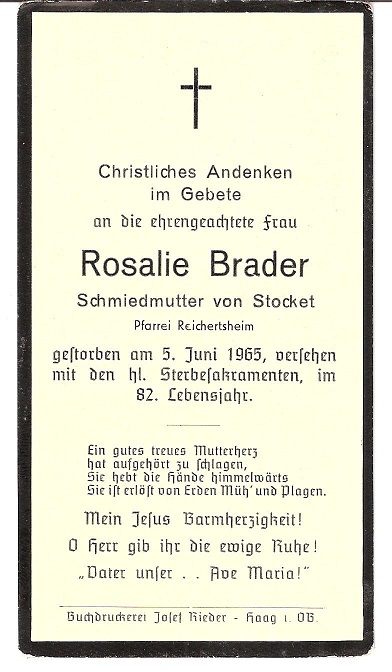 Christliches Andenken
im Gebete
an die ehrengeachtete Frau
Rosalie Brader
Schmiedmutter von Stocket
Pfarrei Reichertsheim
gestorben am 5. Juni 1965, versehen
mit den hl. Sterbesakramenten, im
82. Lebensjahr.
Ein gutes treues Mutterherz
hat aufgehört zu schlagen,
Sie hebt die Hände himmelwärts
Sie ist erlöst von Erden Müh' und Plagen.
Mein Jesus Barmherzigkeit!
O Herr gib ihr die ewige Ruhe!
„Vater unser . . Ave Maria!"
Buchdruckerei Josef Rieder - Haag i. OB.